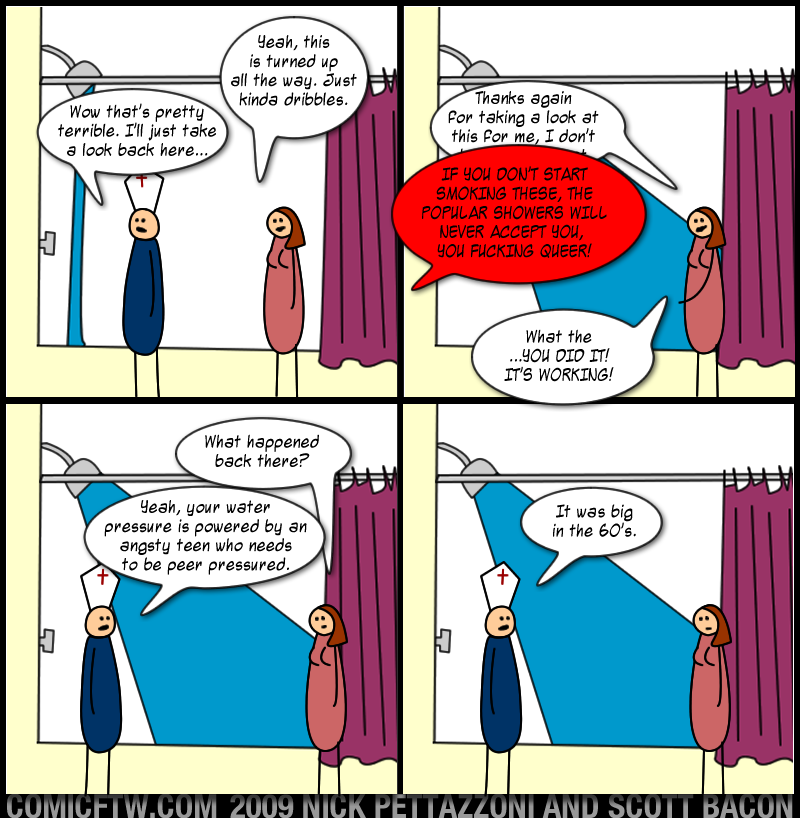 Yeah, this
is turned up
all the way. Just
kinda dribbles.
Wow that's pretty
terrible. I'll just take
a look back here...
Thanks again
for taking a look at
this for me, I don't
IF YOU DON'T START
SMOKING THESE, THE
POPULAR SHOWERS WILL
NEVER ACCEPT YOU,
YOU FUCKING QUEER!
What the
...YOU DID IT!
IT'S WORKING!
What happened
back there?
Yeah, your water
pressure is powered by an
angsty teen who needs
to be peer pressured.
It was big
in the 60's.
COMICFTW.COM 2009 NICK PETTAZZONI AND SCOTT BACON